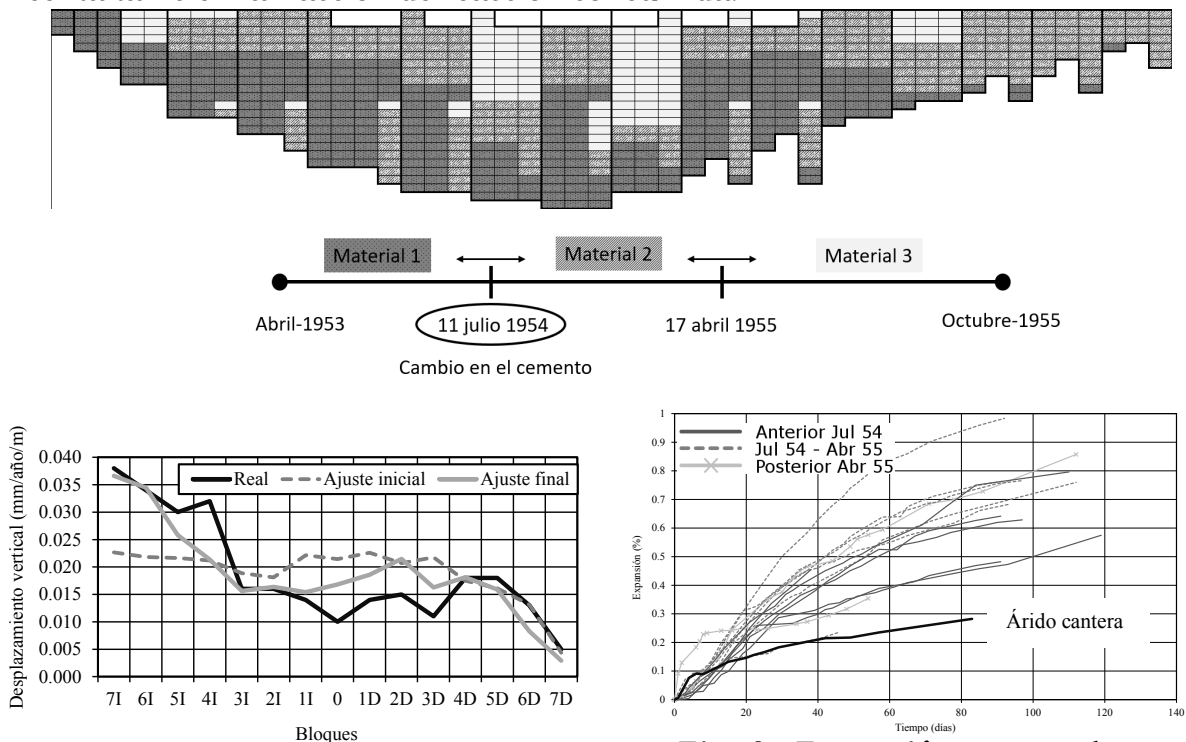 Material 1
Material 2
Material 3
Abril-1953
11 julio 1954
17 abril 1955
Octubre-1955
Cambio en el cemento
Desplazamiento vertical (mm/año/m)
0.040
0.035
0.030
0.025
0.020
0.015
0.010
0.005
0.000
Real
Ajuste inicial
Ajuste final
7I 6I 5I 4I 3I 2I 1I 0 1D 2D 3D 4D 5D 6D 7D
Bloques
Expansión (%)
1
0.9
0.8
0.7
0.6
0.5
0.4
0.3
0.2
0.1
0
Anterior Jul 54
Jul 54 - Abr 55
Posterior Abr 55
Árido cantera
0 20 40 60 80 100 120 140
Tiempo (días)